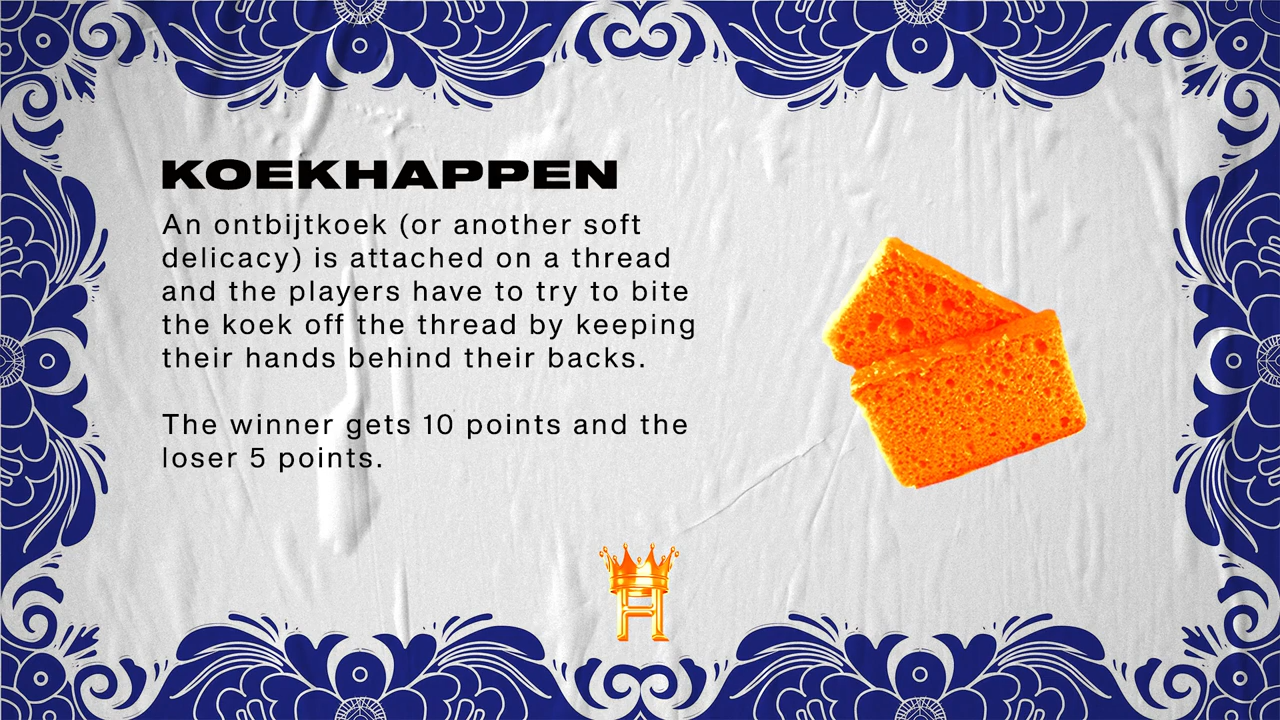 KOEKHAPPEN
An ontbijtkoek (or another soft
delicacy) is attached on a thread
and the players have to try to bite
the koek off the thread by keeping
their hands behind their backs.
The winner gets 10 points and the
loser 5 points.
H